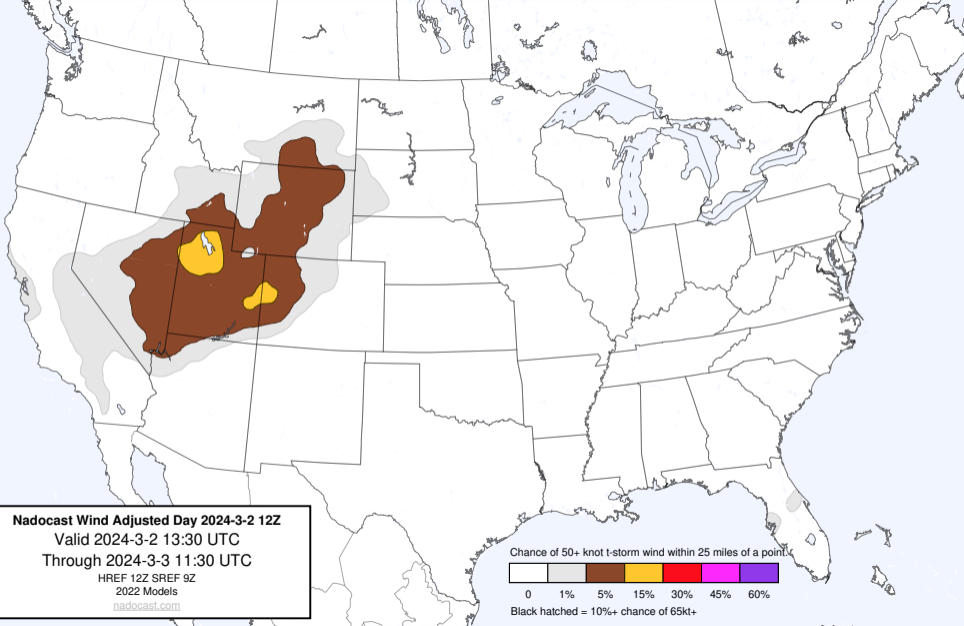 Nadocast Wind Adjusted Day 2024-3-2 12Z
Valid 2024-3-2 13:30 UTC
Through 2024-3-3 11:30 UTC
HREF 12Z SREF 9Z
2022 Models
nadocast.com
Chance of 50+ knot t-storm wind within 25 miles of a point.
0 1% 5% 15% 30% 45% 60%
Black hatched = 10%+ chance of 65kt+